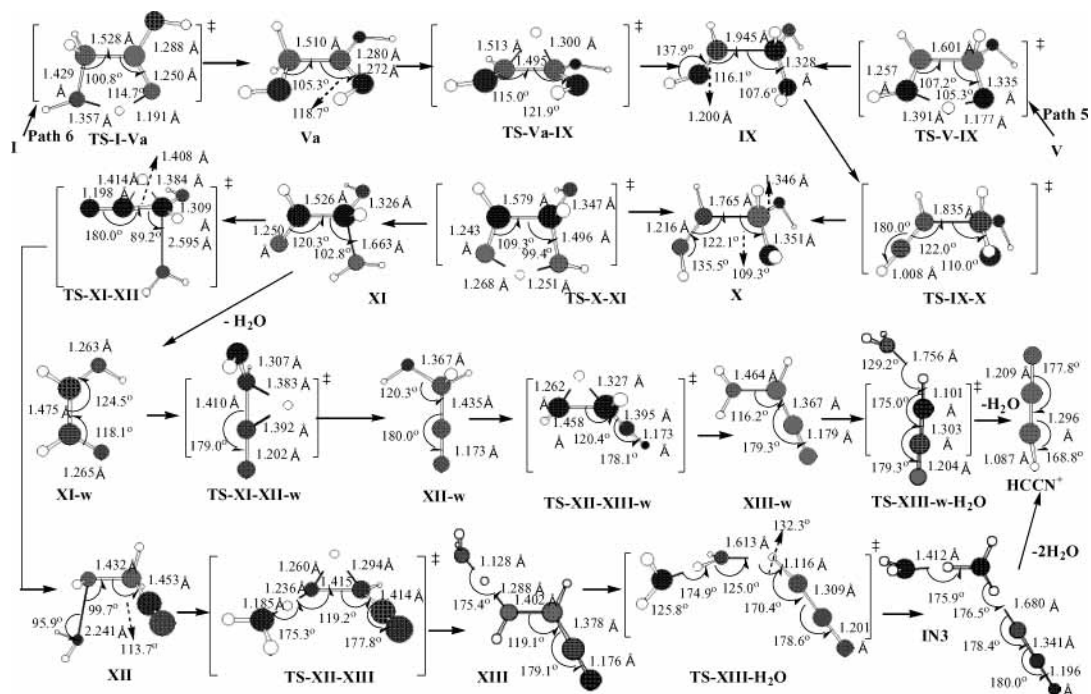 1.528 Å
1.288 Å
1.429 Å
100.8°
114.7°
1.250 Å
1.357 Å
1.191 Å
I
Path 6
TS-I-Va
‡
1.510 Å
1.280 Å
1.272 Å
105.3°
118.7°
Va
1.513 Å
1.300 Å
1.495
115.0°
121.9°
TS-Va-IX
‡
137.9°
1.945 Å
1.328 Å
116.1°
107.6°
1.200 Å
IX
1.601 Å
1.257 Å
107.2°
105.3°
1.335 Å
1.391 Å
1.177 Å
TS-V-IX
‡
Path 5
V
1.408 Å
1.414 Å
1.384 Å
1.198 Å
1.309 Å
180.0°
89.2°
2.595 Å
TS-XI-XII
‡
1.526 Å
1.326 Å
1.250 Å
120.3°
102.8°
1.663 Å
XI
1.579 Å
1.347 Å
1.243 Å
109.3°
99.4°
1.496 Å
1.268 Å
1.251 Å
TS-X-XI
‡
1.765 Å
1.346 Å
1.216 Å
122.1°
1.351 Å
135.5°
109.3°
X
1.835 Å
180.0°
122.0°
110.0°
1.008 Å
TS-IX-X
‡
- H₂O
1.263 Å
1.475 Å
124.5°
118.1°
1.265 Å
XI-w
1.307 Å
1.383 Å
1.410 Å
1.392 Å
179.0°
1.202 Å
TS-XI-XII-w
‡
1.367 Å
120.3°
1.435 Å
180.0°
1.173 Å
XII-w
1.262 Å
1.327 Å
1.458 Å
1.395 Å
120.4°
1.173 Å
178.1°
TS-XII-XIII-w
‡
1.464 Å
116.2°
1.367 Å
179.3°
1.179 Å
XIII-w
129.2°
1.756 Å
175.0°
1.101 Å
1.303 Å
179.3°
1.204 Å
TS-XIII-w-H₂O
‡
-H₂O
1.209 Å
177.8°
1.296 Å
1.087 Å
168.8°
HCCN⁺
1.432 Å
1.453 Å
99.7°
95.9°
2.241 Å
113.7°
XII
1.260 Å
1.294 Å
1.236 Å
1.415
1.185 Å
1.414 Å
119.2°
175.3°
177.8°
TS-XII-XIII
‡
1.128 Å
175.4°
1.288 Å
1.402 Å
1.378 Å
119.1°
179.1°
1.176 Å
XIII
132.3°
1.613 Å
1.116 Å
174.9°
125.0°
125.8°
170.4°
1.309 Å
178.6°
1.201 Å
TS-XIII-H₂O
‡
-2H₂O
1.412 Å
175.9°
176.5°
1.680 Å
178.4°
1.341 Å
1.196 Å
180.0°
IN3